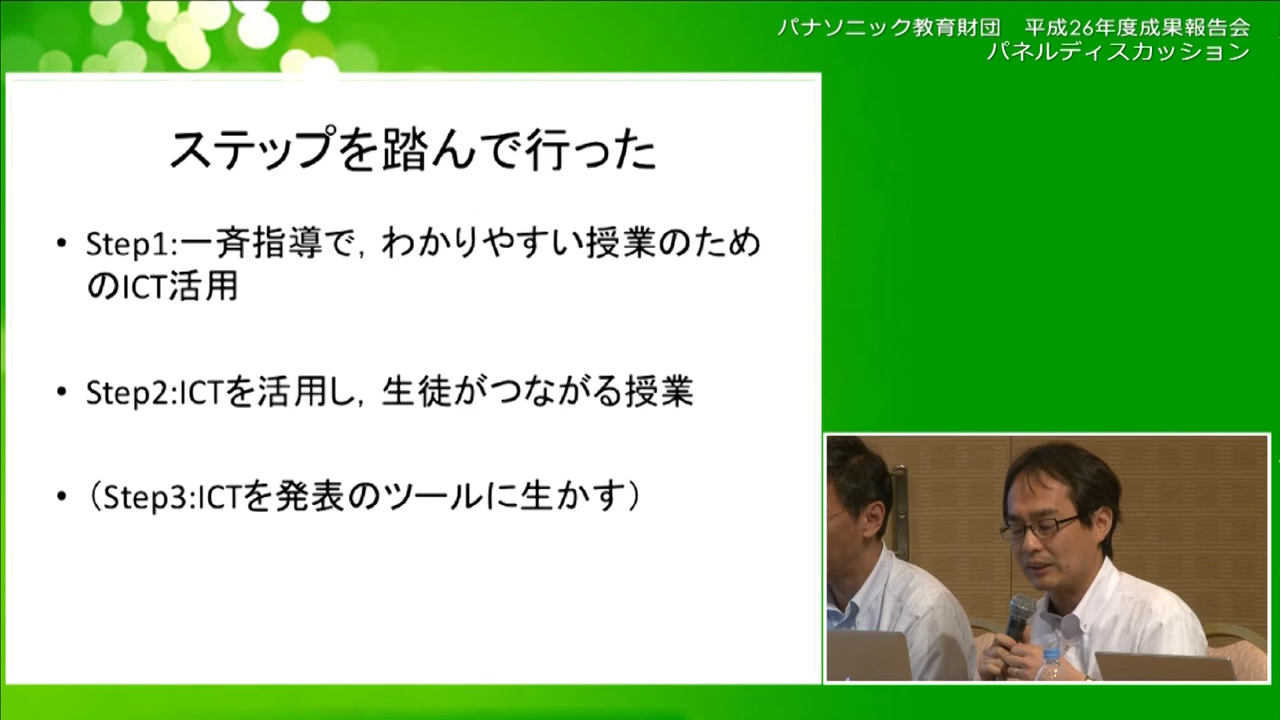 パナソニック教育財団　平成26年度成果報告会
パネルディスカッション
ステップを踏んで行った
• Step1:一斉指導で，わかりやすい授業のため
のICT活用
• Step2:ICTを活用し，生徒がつながる授業
• （Step3:ICTを発表のツールに生かす）